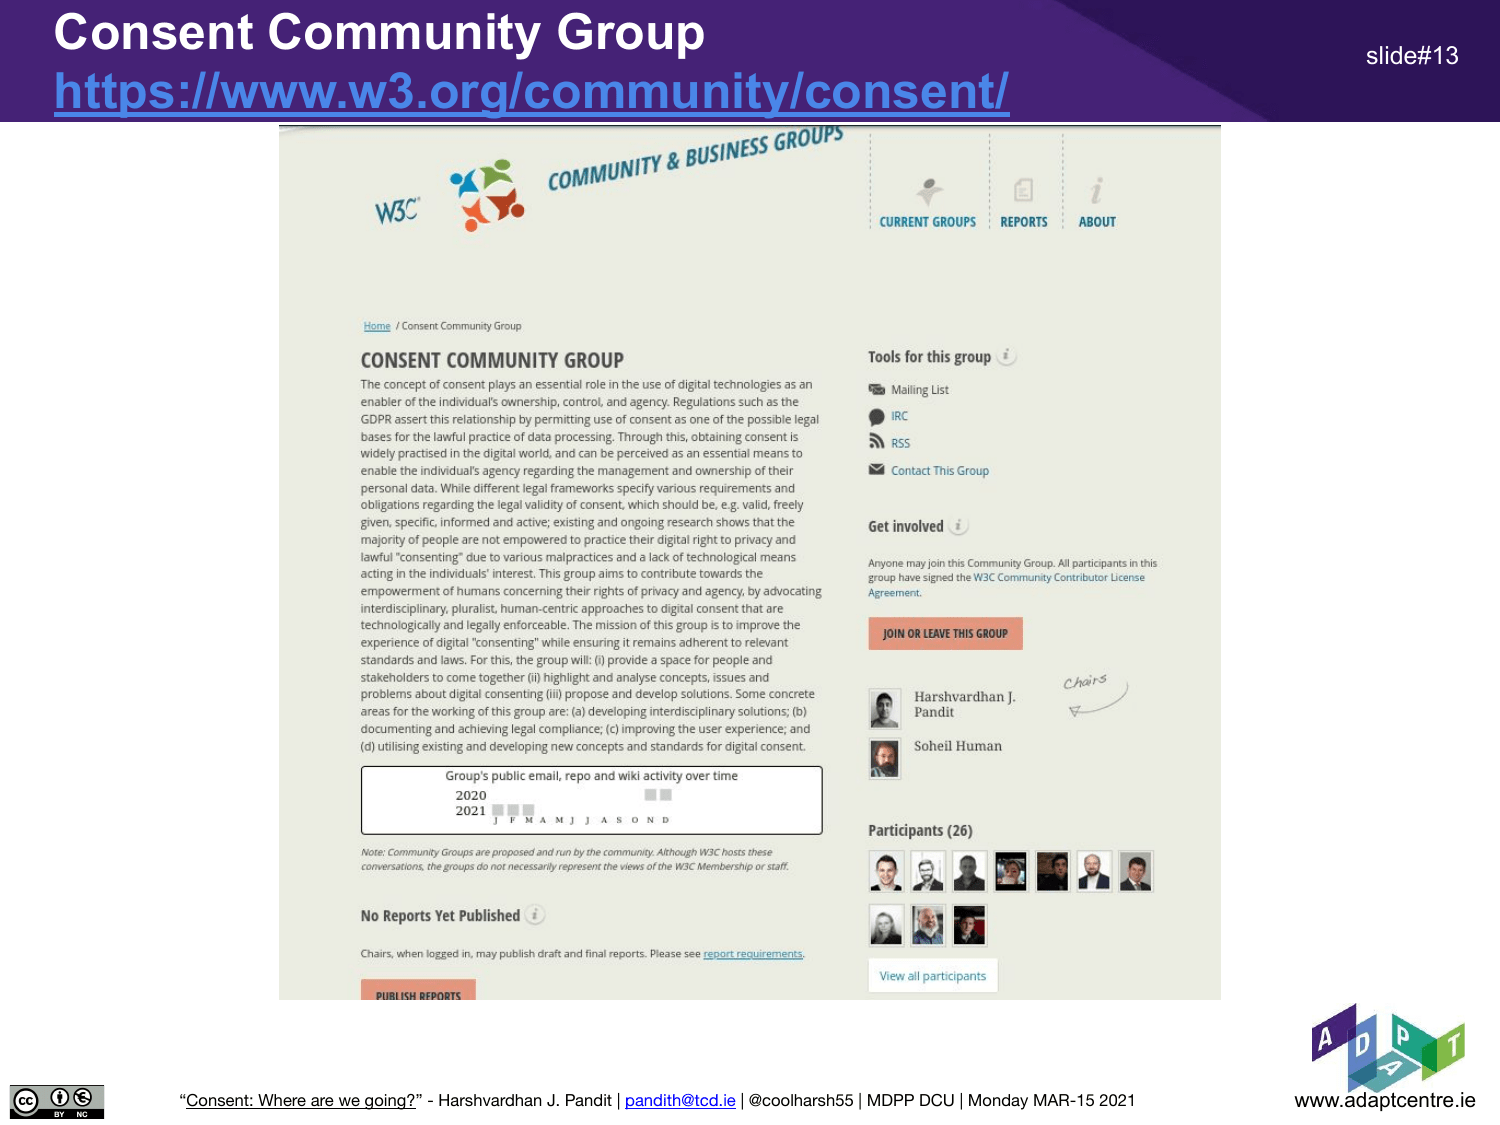 Consent Community Group
https://www.w3.org/community/consent/
slide#13
W3C®
COMMUNITY & BUSINESS GROUPS
CURRENT GROUPS
REPORTS
ABOUT
Home / Consent Community Group
CONSENT COMMUNITY GROUP
The concept of consent plays an essential role in the use of digital technologies as an
enabler of the individual's ownership, control, and agency. Regulations such as the
GDPR assert this relationship by permitting use of consent as one of the possible legal
bases for the lawful practice of data processing. Through this, obtaining consent is
widely practised in the digital world, and can be perceived as an essential means to
enable the individual's agency regarding the management and ownership of their
personal data. While different legal frameworks specify various requirements and
obligations regarding the legal validity of consent, which should be, e.g. valid, freely
given, specific, informed and active; existing and ongoing research shows that the
majority of people are not empowered to practice their digital right to privacy and
lawful "consenting" due to various malpractices and a lack of technological means
acting in the individuals' interest. This group aims to contribute towards the
empowerment of humans concerning their rights of privacy and agency, by advocating
interdisciplinary, pluralist, human-centric approaches to digital consent that are
technologically and legally enforceable. The mission of this group is to improve the
experience of digital "consenting" while ensuring it remains adherent to relevant
standards and laws. For this, the group will: (i) provide a space for people and
stakeholders to come together (ii) highlight and analyse concepts, issues and
problems about digital consenting (iii) propose and develop solutions. Some concrete
areas for the working of this group are: (a) developing interdisciplinary solutions; (b)
documenting and achieving legal compliance; (c) improving the user experience; and
(d) utilising existing and developing new concepts and standards for digital consent.
Group's public email, repo and wiki activity over time
2020
2021
J F M A M J J A S O N D
Note: Community Groups are proposed and run by the community. Although W3C hosts these
conversations, the groups do not necessarily represent the views of the W3C Membership or staff.
No Reports Yet Published i
Chairs, when logged in, may publish draft and final reports. Please see report requirements.
PUBLISH REPORTS
Tools for this group i
Mailing List
IRC
RSS
Contact This Group
Get involved i
Anyone may join this Community Group. All participants in this
group have signed the W3C Community Contributor License
Agreement.
JOIN OR LEAVE THIS GROUP
Chairs
Harshvardhan J.
Pandit
Soheil Human
Participants (26)
View all participants
ADAPT
www.adaptcentre.ie
cc BY NC
“Consent: Where are we going?” - Harshvardhan J. Pandit | pandith@tcd.ie | @coolharsh55 | MDPP DCU | Monday MAR-15 2021